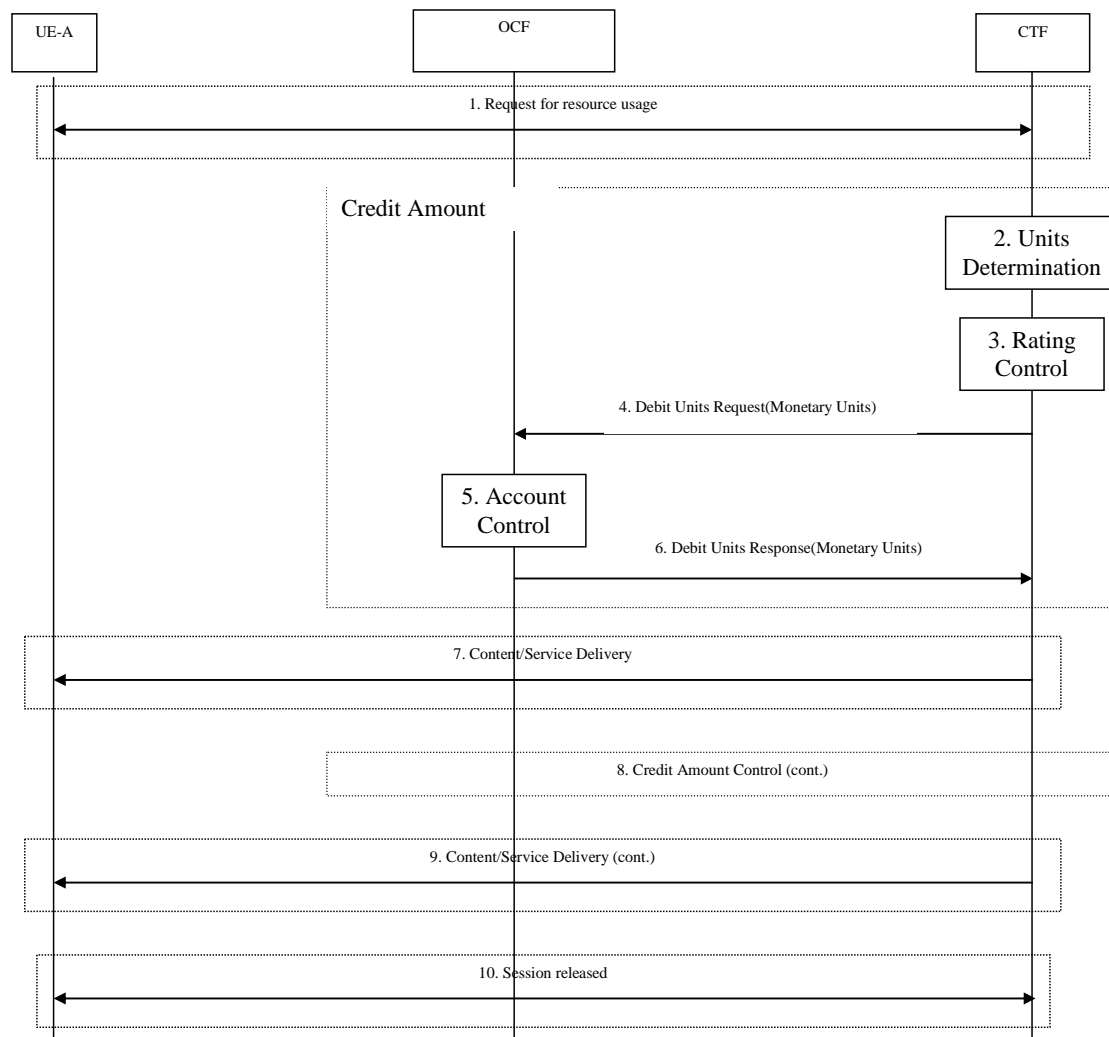 UE-A
OCF
CTF
1. Request for resource usage
Credit Amount
2. Units
Determination
3. Rating
Control
4. Debit Units Request(Monetary Units)
5. Account
Control
6. Debit Units Response(Monetary Units)
7. Content/Service Delivery
8. Credit Amount Control (cont.)
9. Content/Service Delivery (cont.)
10. Session released